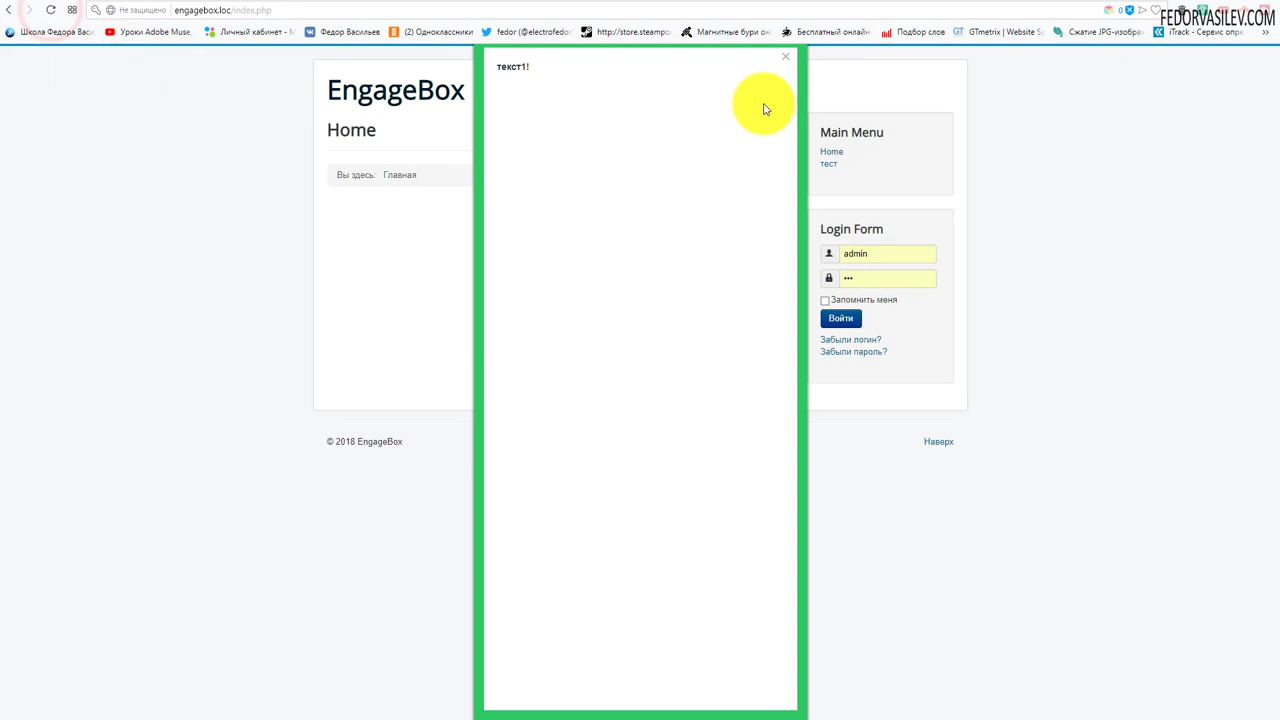 Не защищено
engagebox.loc/index.php
0
FEDORVASILEV.COM
Школа Федора Васи
Уроки Adobe Muse,
Личный кабинет - М
Федор Васильев
(2) Одноклассники
fedor (@electrofedor
http://store.steampo
Магнитные бури он
Бесплатный онлайн
Подбор слов
GTmetrix | Website S
Сжатие JPG-изобра
iTrack - Сервис опре
EngageBox
Home
Вы здесь: Главная
текст1!
×
Main Menu
Home
тест
Login Form
admin
•••
Запомнить меня
Войти
Забыли логин?
Забыли пароль?
© 2018 EngageBox
Наверх